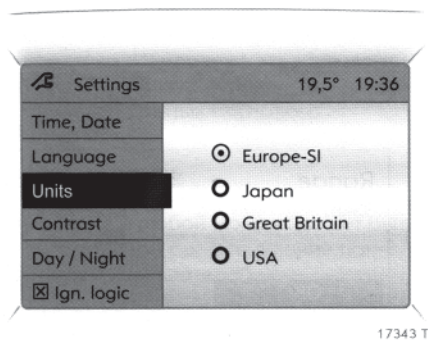 Settings 19,5° 19:36
Time, Date
Language
Units
Contrast
Day / Night
Ign. logic
Europe-SI
Japan
Great Britain
USA
17343 T